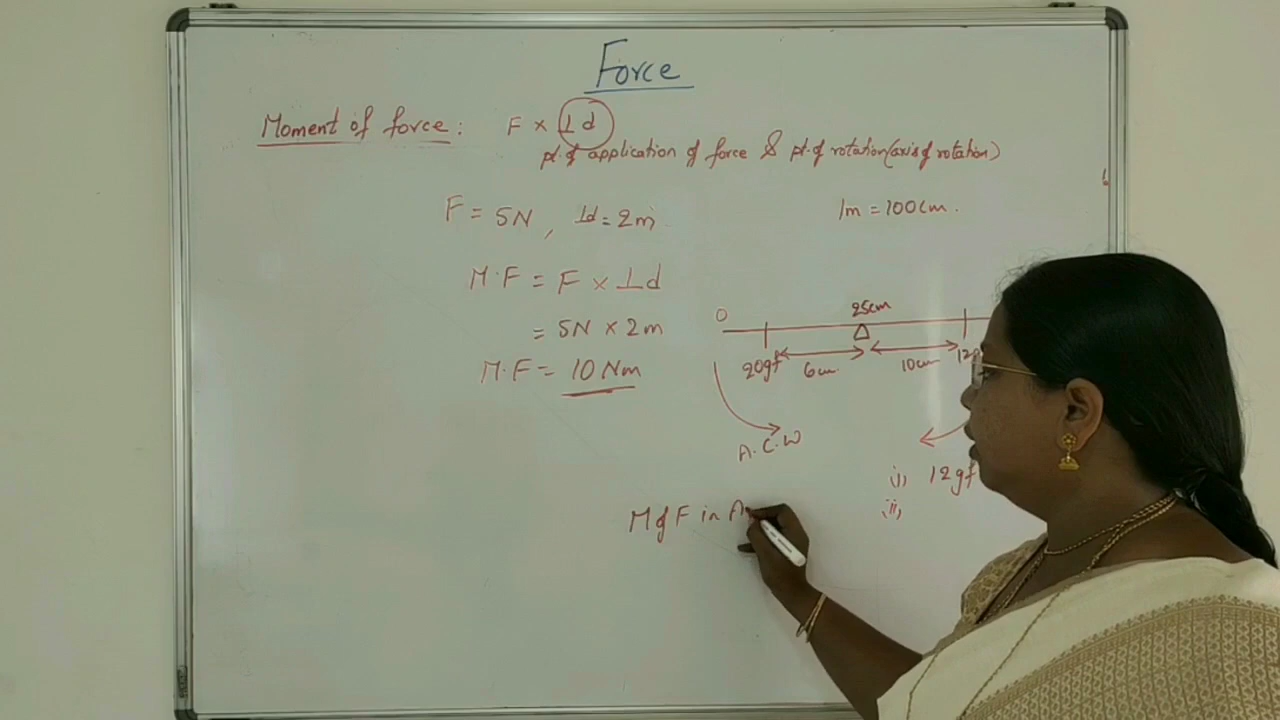 Force
Moment of force: F × ⊥d
pt. of application of force & pt. of rotation (axis of rotation)
F = 5N, ⊥d = 2m
1m = 100cm.
M.F = F × ⊥d
= 5N × 2m
M.F = 10 Nm
0 25cm
20gf 6cm 10cm
A.C.W
i) 12gf
ii)
M of F in A